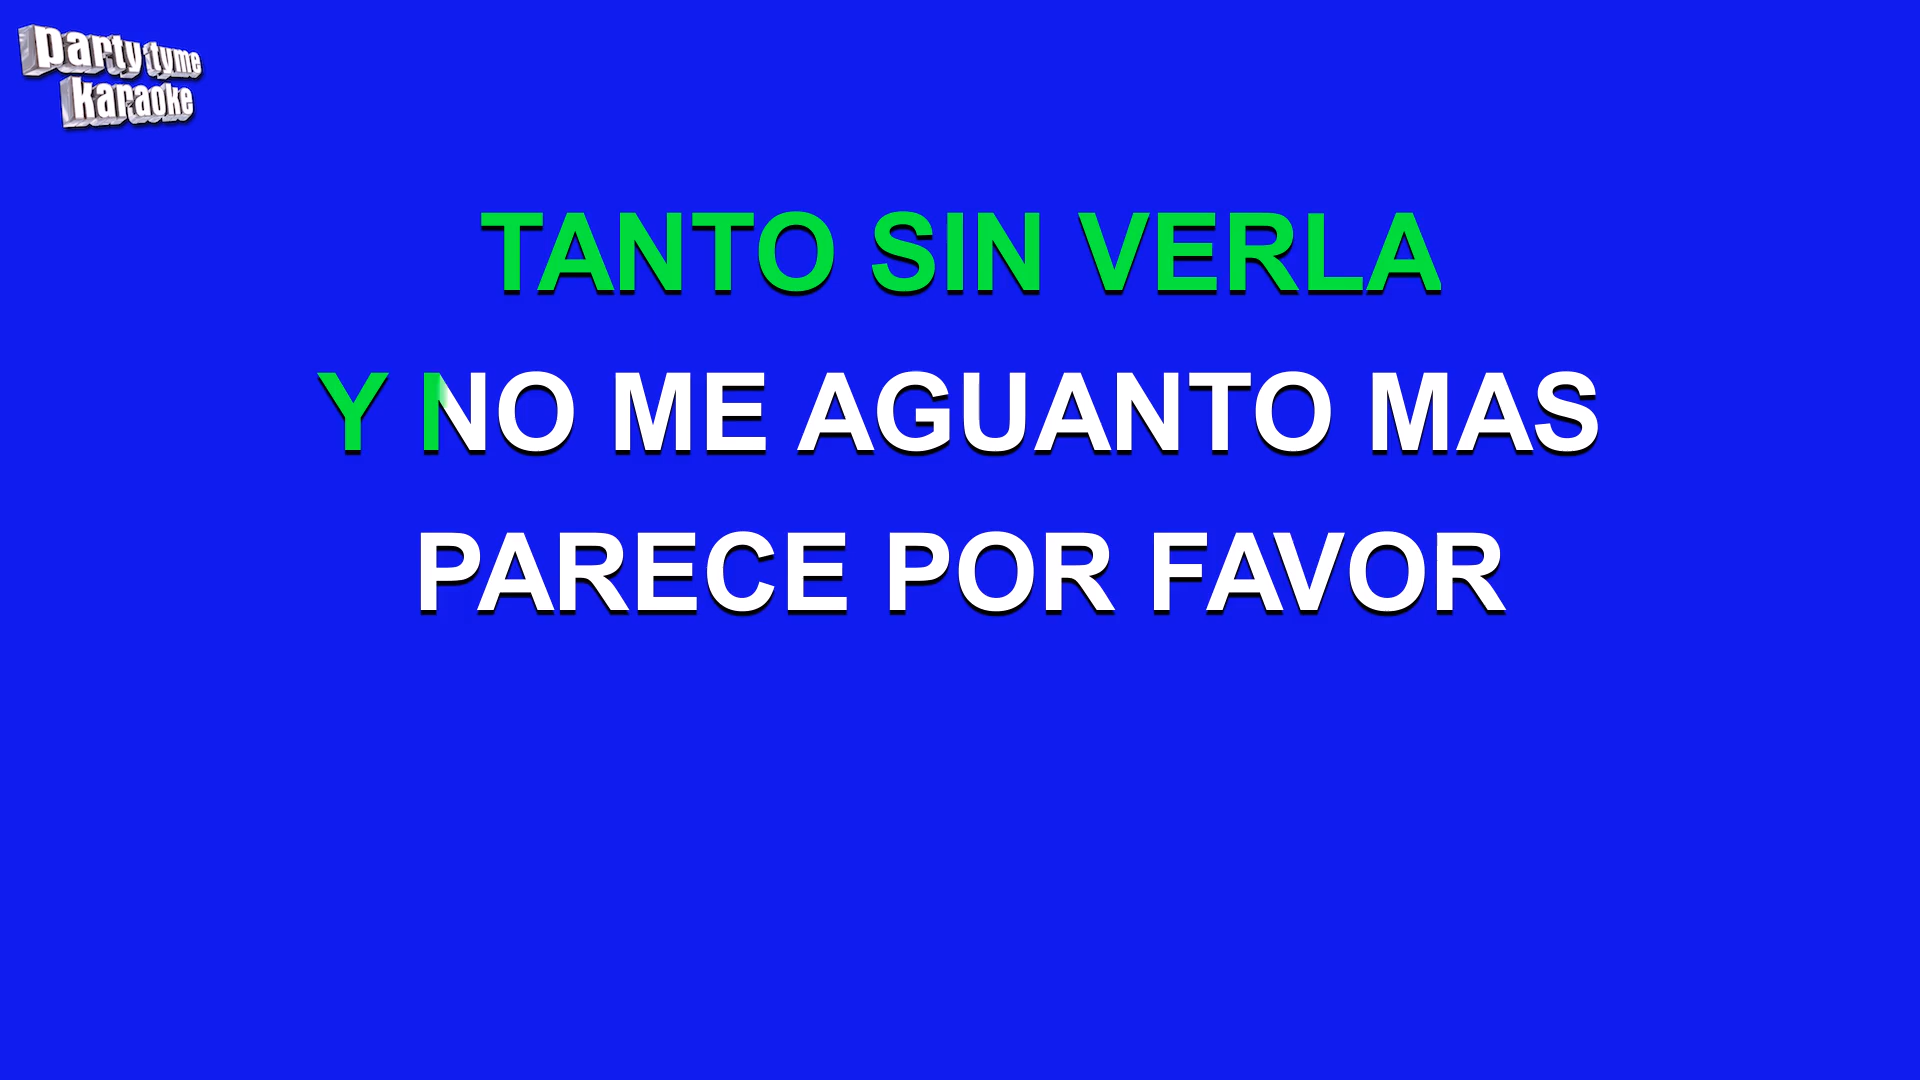 party tyme
karaoke
TANTO SIN VERLA
Y NO ME AGUANTO MAS
PARECE POR FAVOR